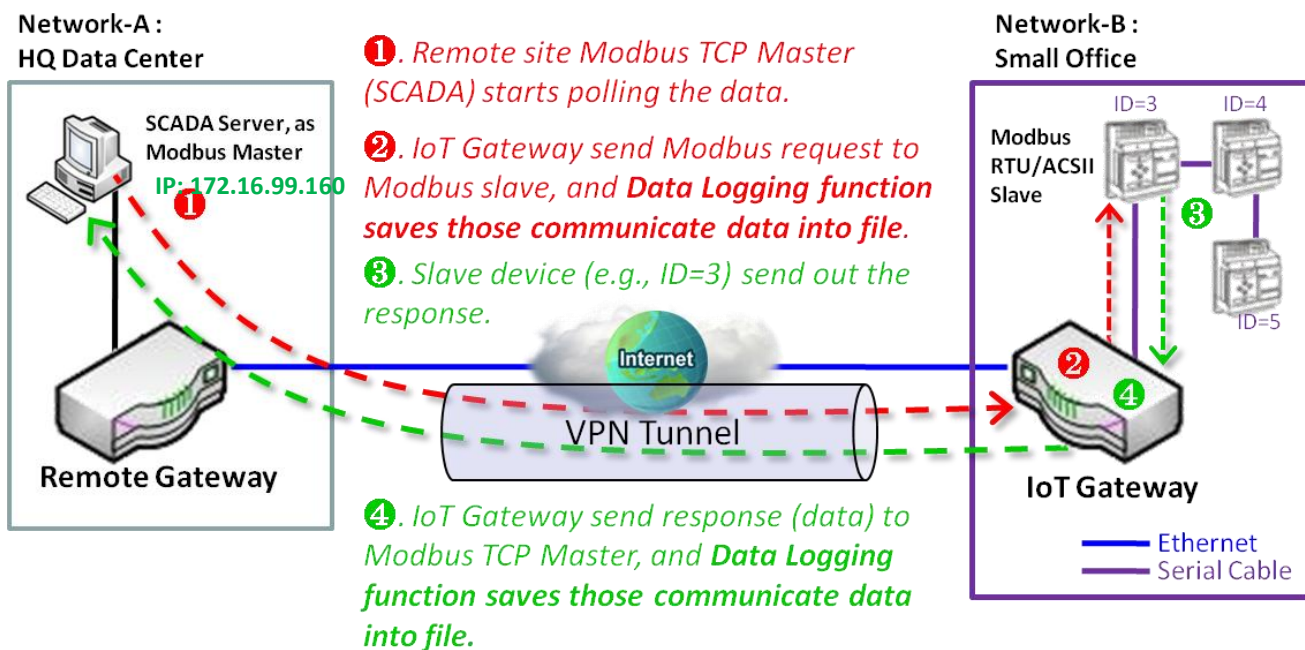 Network-A :
HQ Data Center
SCADA Server, as
Modbus Master
IP: 172.16.99.160
1
Remote Gateway
❶. Remote site Modbus TCP Master
(SCADA) starts polling the data.
❷. IoT Gateway send Modbus request to
Modbus slave, and Data Logging function
saves those communicate data into file.
❸. Slave device (e.g., ID=3) send out the
response.
Internet
VPN Tunnel
❹. IoT Gateway send response (data) to
Modbus TCP Master, and Data Logging
function saves those communicate data
into file.
Network-B :
Small Office
ID=3
ID=4
Modbus
RTU/ACSII
Slave
3
ID=5
2
4
IoT Gateway
Ethernet
Serial Cable